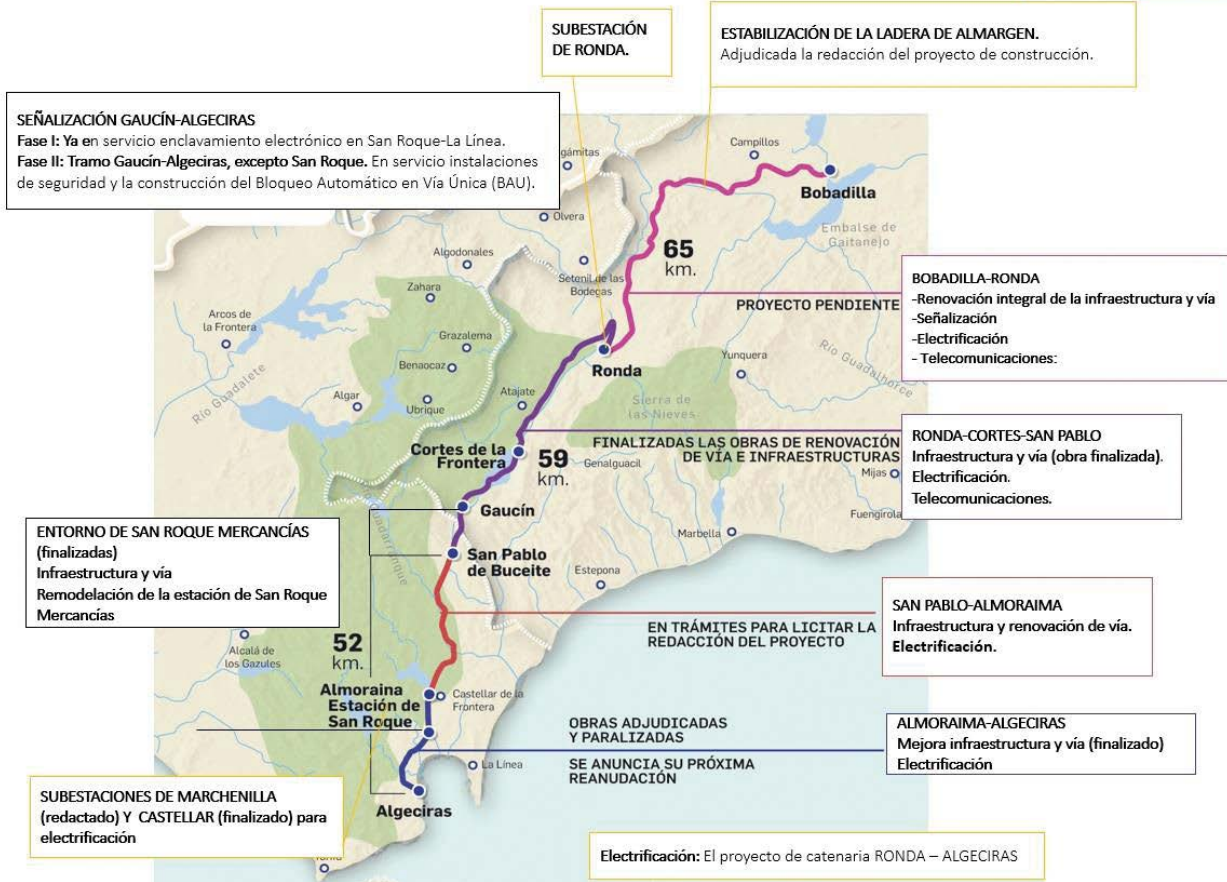 SUBESTACIÓN
DE RONDA.
ESTABILIZACIÓN DE LA LADERA DE ALMARGEN.
Adjudicada la redacción del proyecto de construcción.
SEÑALIZACIÓN GAUCÍN-ALGECIRAS
Fase I: Ya en servicio enclavamiento electrónico en San Roque-La Línea.
Fase II: Tramo Gaucín-Algeciras, excepto San Roque. En servicio instalaciones
de seguridad y la construcción del Bloqueo Automático en Vía Única (BAU).
Campillos
Bobadilla
Olvera
Embalse de
Gaitanejo
Algodonales
65
km.
Setenil de las
Bodegas
Zahara
BOBADILLA-RONDA
-Renovación integral de la infraestructura y vía
-Señalización
-Electrificación
- Telecomunicaciones:
PROYECTO PENDIENTE
Arcos de
la Frontera
Grazalema
Río Guadalhorce
Benaocaz
Ronda
Yunquera
Río Guadalete
Algar
Ubrique
Atajate
Sierra de
las Nieves
RONDA-CORTES-SAN PABLO
Infraestructura y vía (obra finalizada).
Electrificación.
Telecomunicaciones.
FINALIZADAS LAS OBRAS DE RENOVACIÓN
DE VÍA E INFRAESTRUCTURAS
Cortes de la
Frontera
59
km.
Genalguacil
Mijas
Gaucín
Fuengirola
Marbella
ENTORNO DE SAN ROQUE MERCANCÍAS
(finalizadas)
Infraestructura y vía
Remodelación de la estación de San Roque
Mercancías
San Pablo
de Buceite
Estepona
SAN PABLO-ALMORAIMA
Infraestructura y renovación de vía.
Electrificación.
EN TRÁMITES PARA LICITAR LA
REDACCIÓN DEL PROYECTO
52
km.
Alcalá de
los Gazules
Almoraina
Estación de
San Roque
Castellar de la
Frontera
OBRAS ADJUDICADAS
Y PARALIZADAS
SE ANUNCIA SU PRÓXIMA
REANUDACIÓN
ALMORAIMA-ALGECIRAS
Mejora infraestructura y vía (finalizado)
Electrificación
La Línea
Algeciras
SUBESTACIONES DE MARCHENILLA
(redactado) Y CASTELLAR (finalizado) para
electrificación
Electrificación: El proyecto de catenaria RONDA – ALGECIRAS